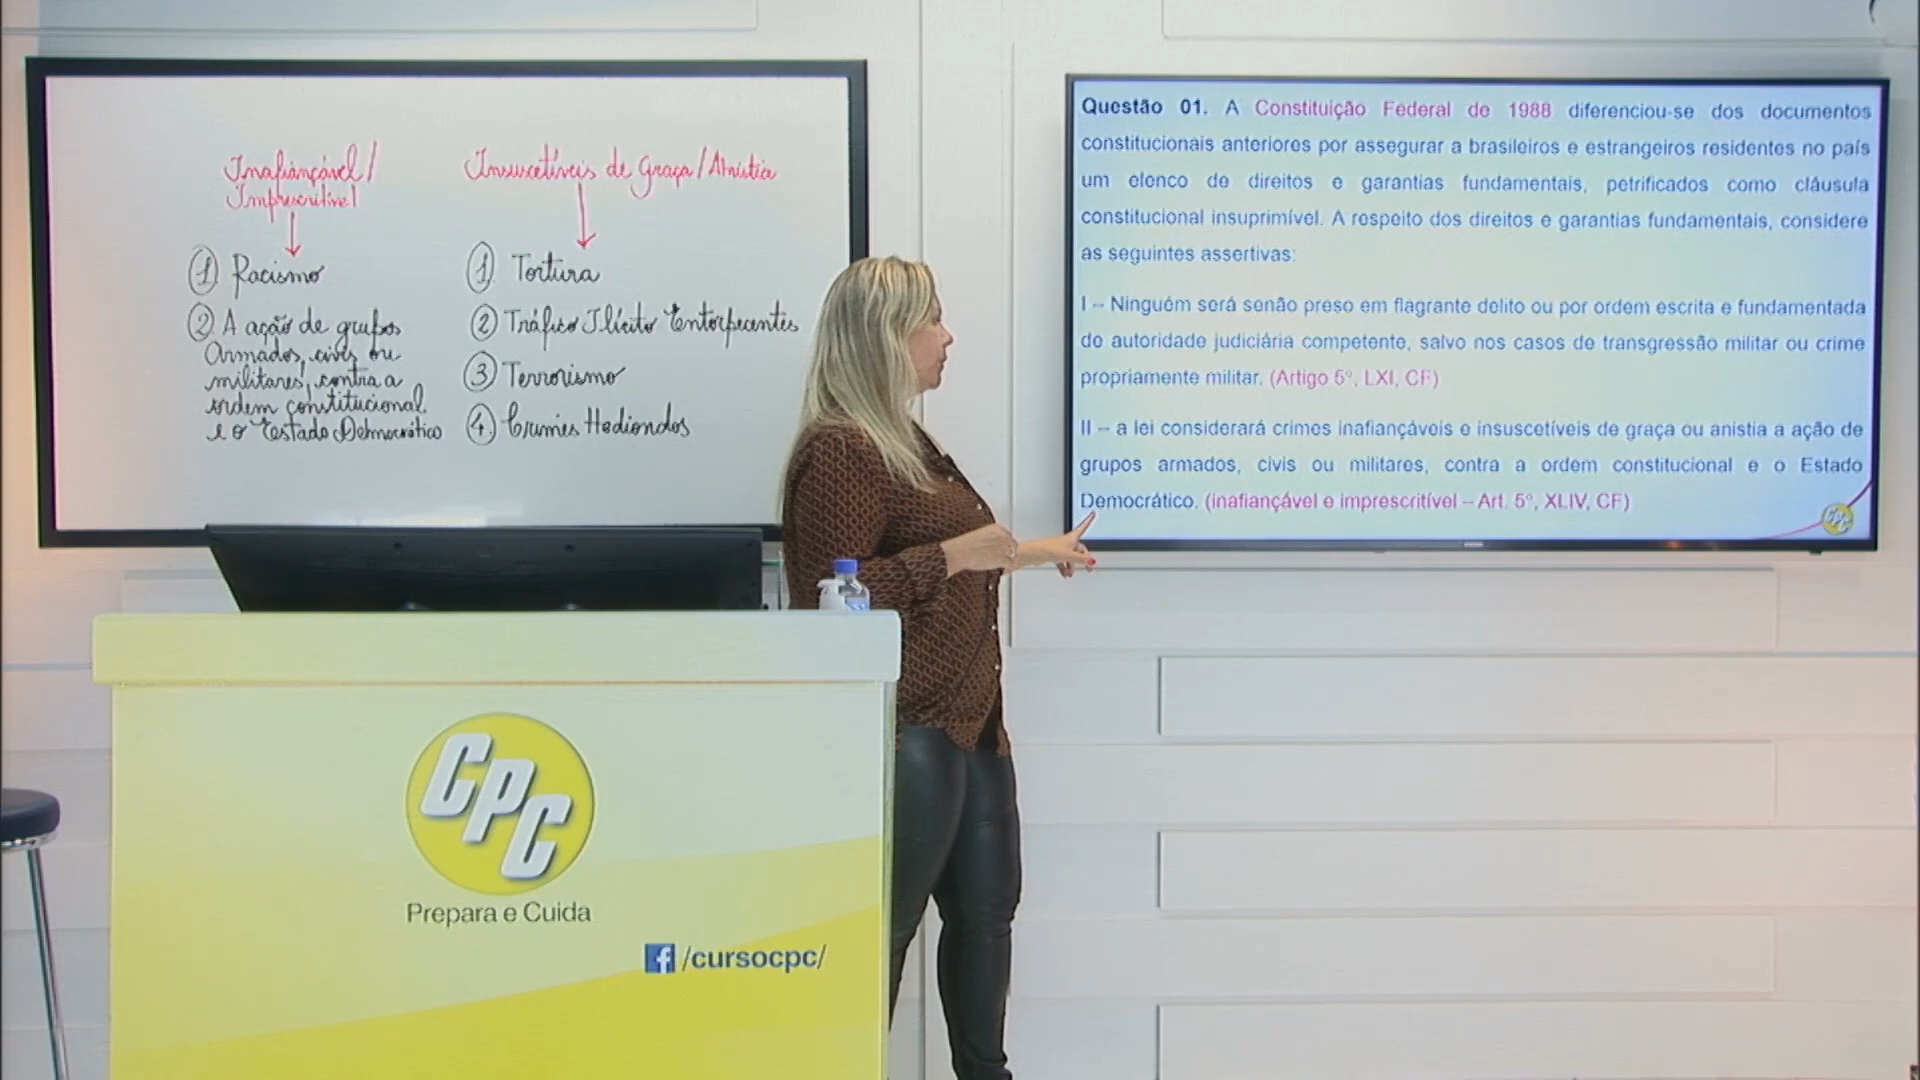 Inafiançável/
Imprescritível
① Racismo
② A ação de grupos
Armados, civis ou
militares, contra a
ordem constitucional
e o Estado Democrático
Insuscetíveis de Graça/Anistia
① Tortura
② Tráfico Ilícito Entorpecentes
③ Terrorismo
④ Crimes Hediondos
Questão 01. A Constituição Federal de 1988 diferenciou-se dos documentos
constitucionais anteriores por assegurar a brasileiros e estrangeiros residentes no país
um elenco de direitos e garantias fundamentais, petrificados como cláusula
constitucional insuprimível. A respeito dos direitos e garantias fundamentais, considere
as seguintes assertivas:
I – Ninguém será senão preso em flagrante delito ou por ordem escrita e fundamentada
de autoridade judiciária competente, salvo nos casos de transgressão militar ou crime
propriamente militar. (Artigo 5º, LXI, CF)
II – a lei considerará crimes inafiançáveis e insuscetíveis de graça ou anistia a ação de
grupos armados, civis ou militares, contra a ordem constitucional e o Estado
Democrático. (inafiançável e imprescritível – Art. 5º, XLIV, CF)
CPC
CPC
Prepara e Cuida
/cursocpc/